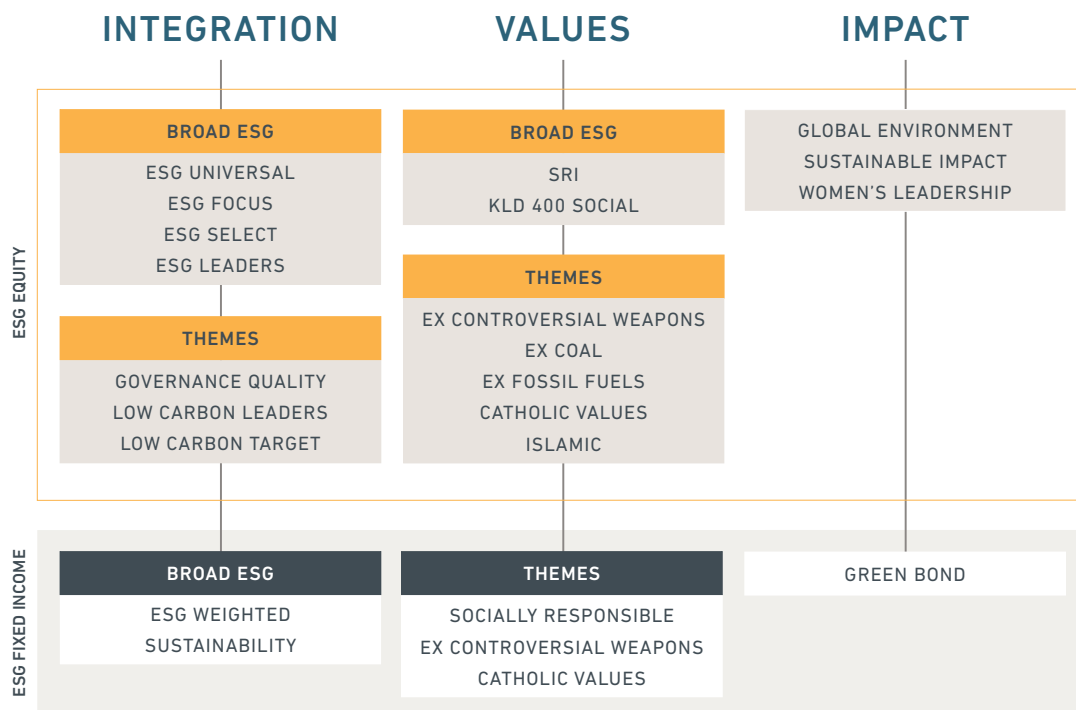 INTEGRATION
VALUES
IMPACT
ESG EQUITY
BROAD ESG
ESG UNIVERSAL
ESG FOCUS
ESG SELECT
ESG LEADERS
THEMES
GOVERNANCE QUALITY
LOW CARBON LEADERS
LOW CARBON TARGET
BROAD ESG
SRI
KLD 400 SOCIAL
THEMES
EX CONTROVERSIAL WEAPONS
EX COAL
EX FOSSIL FUELS
CATHOLIC VALUES
ISLAMIC
GLOBAL ENVIRONMENT
SUSTAINABLE IMPACT
WOMEN'S LEADERSHIP
ESG FIXED INCOME
BROAD ESG
ESG WEIGHTED
SUSTAINABILITY
THEMES
SOCIALLY RESPONSIBLE
EX CONTROVERSIAL WEAPONS
CATHOLIC VALUES
GREEN BOND